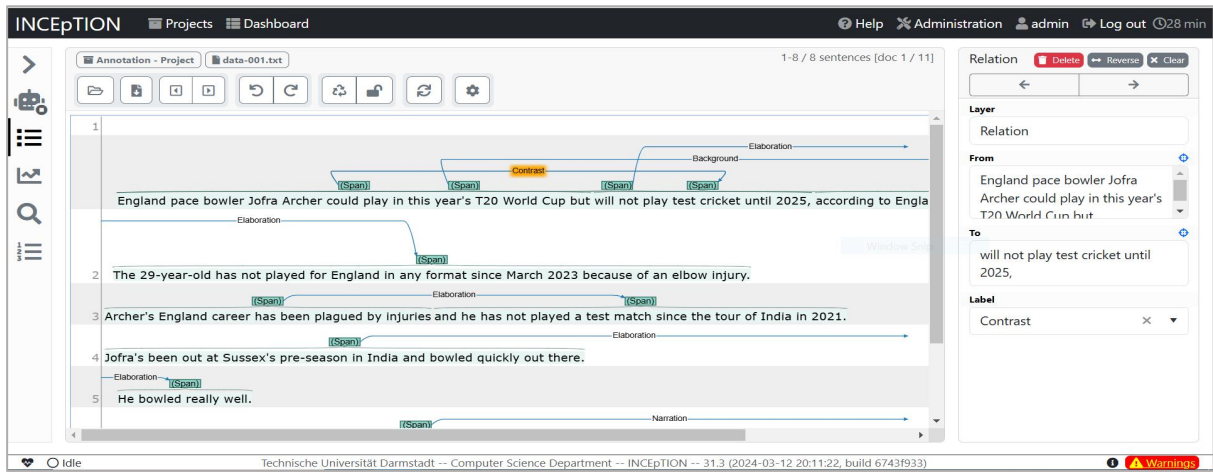 INCEpTION Projects Dashboard Help Administration admin Log out 28 min
Annotation - Project data-001.txt 1-8 / 8 sentences [doc 1 / 11]
Relation Delete Reverse Clear
Layer
Relation
From
England pace bowler Jofra
Archer could play in this year's
T20 World Cup but
To
will not play test cricket until
2025,
Label
Contrast
1
Elaboration
Background
Contrast
(Span) (Span) (Span) (Span)
England pace bowler Jofra Archer could play in this year's T20 World Cup but will not play test cricket until 2025, according to Engla
Elaboration
(Span)
2 The 29-year-old has not played for England in any format since March 2023 because of an elbow injury.
Window Snip
Elaboration
(Span) (Span)
3 Archer's England career has been plagued by injuries and he has not played a test match since the tour of India in 2021.
Elaboration
(Span)
4 Jofra's been out at Sussex's pre-season in India and bowled quickly out there.
Elaboration
(Span)
5 He bowled really well.
Narration
(Span)
Idle Technische Universität Darmstadt -- Computer Science Department -- INCEpTION -- 31.3 (2024-03-12 20:11:22, build 6743f933) Warnings